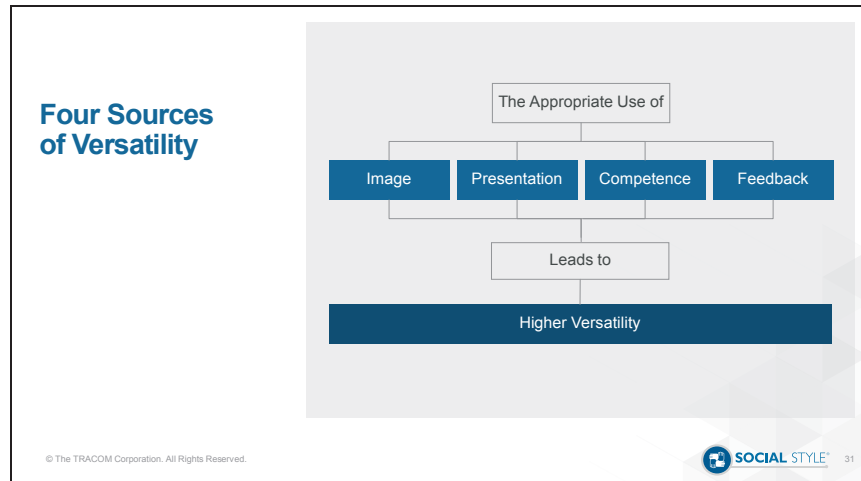 Four Sources
of Versatility
The Appropriate Use of
Image
Presentation
Competence
Feedback
Leads to
Higher Versatility
© The TRACOM Corporation. All Rights Reserved.
SOCIAL STYLE®
31